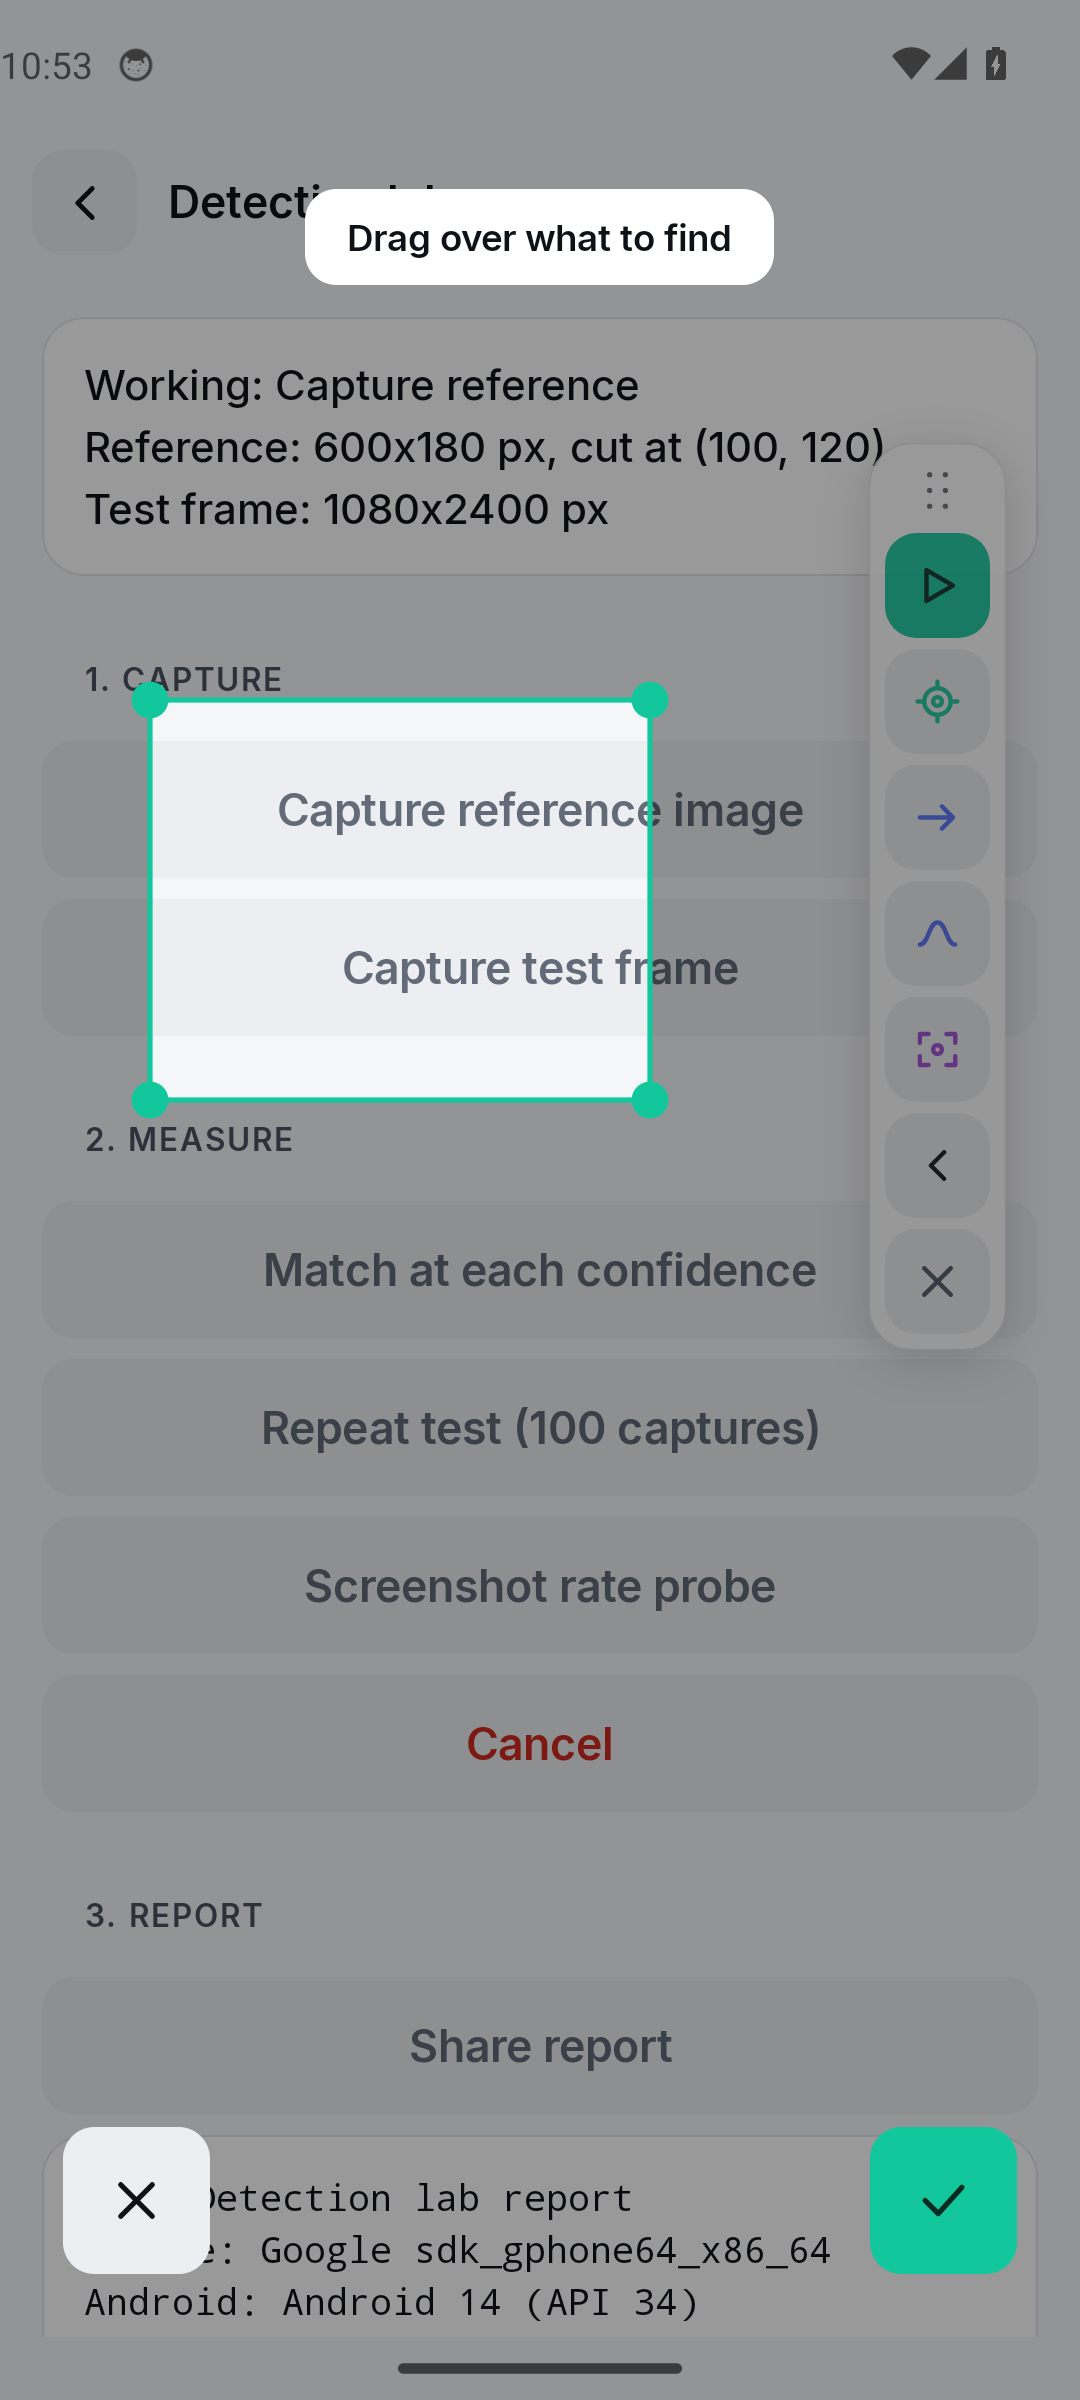 10:53
Drag over what to find
Working: Capture reference
Reference: 600x180 px, cut at (100, 120)
Test frame: 1080x2400 px
1. CAPTURE
Capture reference image
Capture test frame
2. MEASURE
Match at each confidence
Repeat test (100 captures)
Screenshot rate probe
Cancel
3. REPORT
Share report
Detection lab report
Google sdk_gphone64_x86_64
Android: Android 14 (API 34)